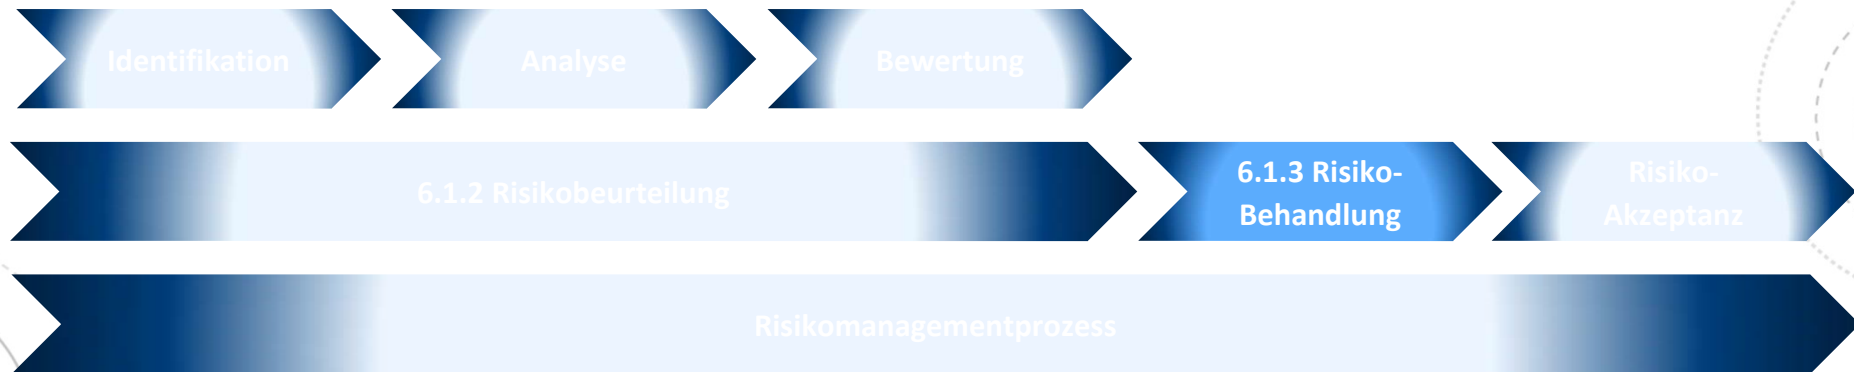 Identifikation
Analyse
Bewertung
6.1.2 Risikobeurteilung
6.1.3 Risiko-
Behandlung
Risiko-
Akzeptanz
Risikomanagementprozess